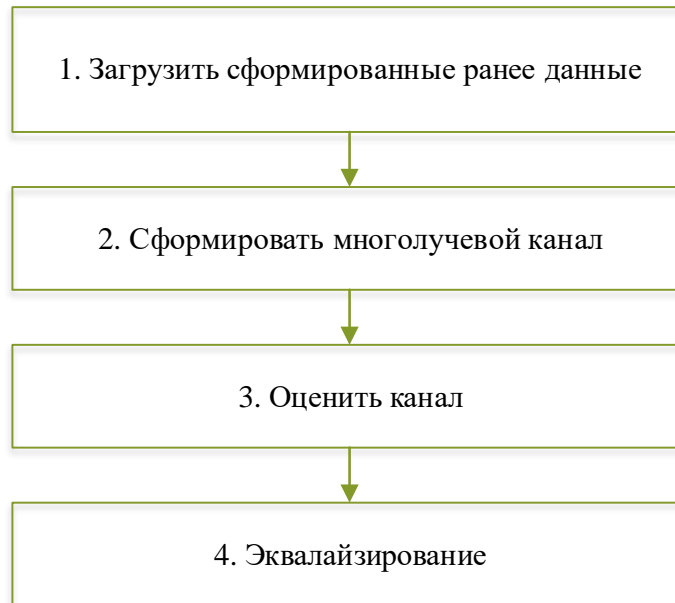 1. Загрузить сформированные ранее данные
2. Сформировать многолучевой канал
3. Оценить канал
4. Эквалайзирование